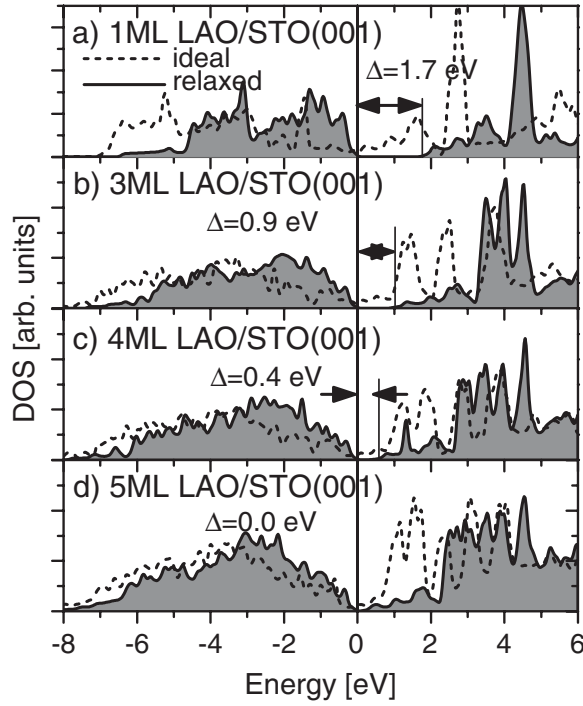 a) 1ML LAO/STO(001)
ideal
relaxed
Δ=1.7 eV
b) 3ML LAO/STO(001)
Δ=0.9 eV
c) 4ML LAO/STO(001)
Δ=0.4 eV
d) 5ML LAO/STO(001)
Δ=0.0 eV
DOS [arb. units]
-8 -6 -4 -2 0 2 4 6
Energy [eV]